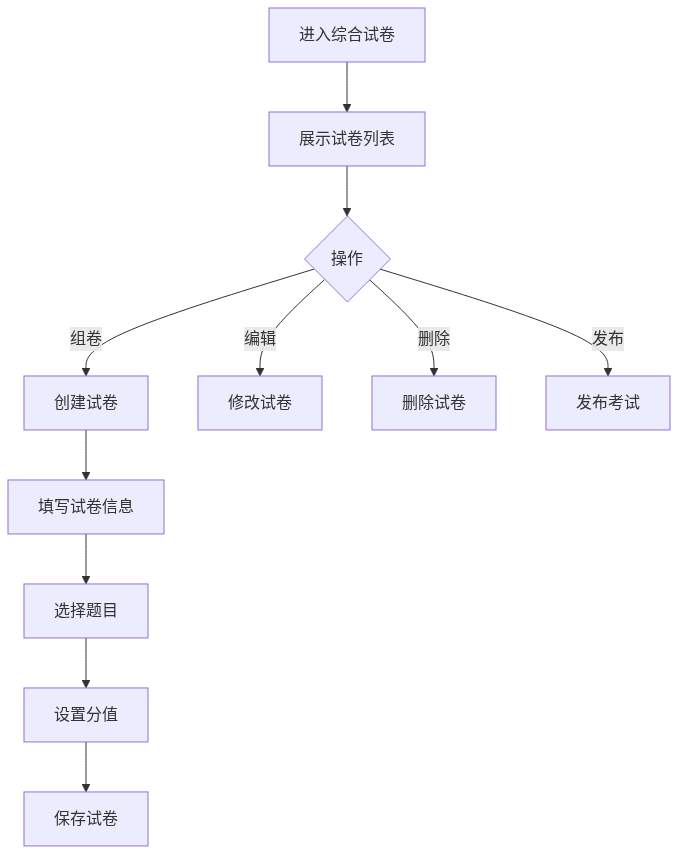 进入综合试卷
展示试卷列表
操作
组卷
编辑
删除
发布
创建试卷
修改试卷
删除试卷
发布考试
填写试卷信息
选择题目
设置分值
保存试卷